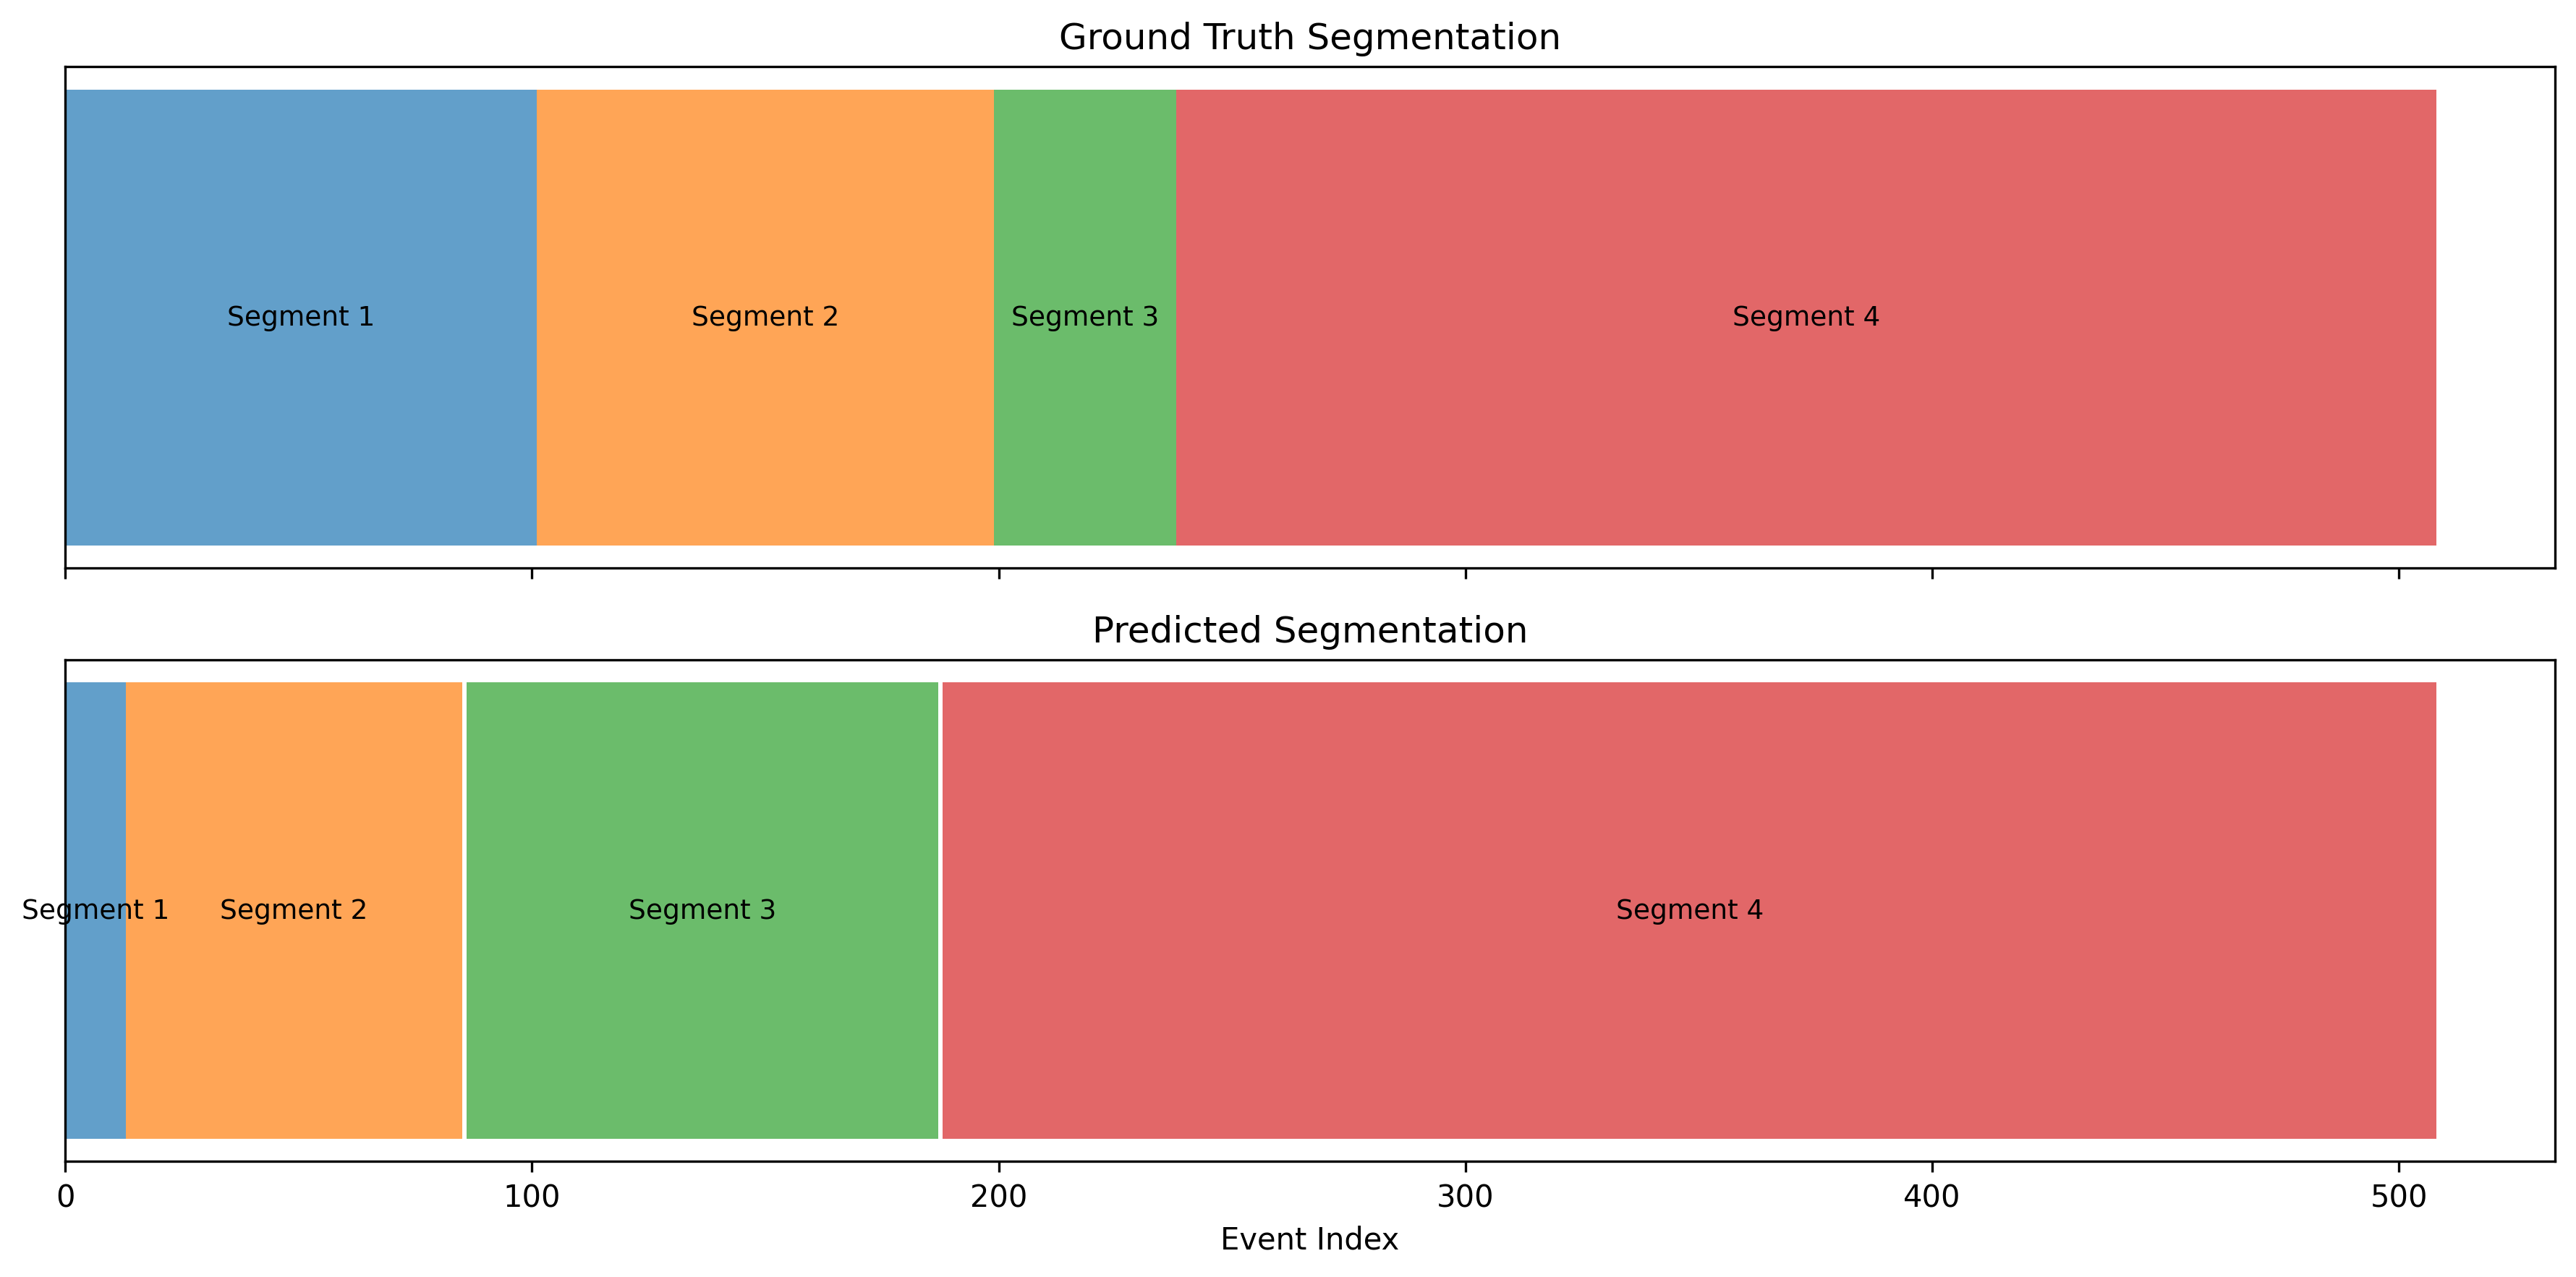 Ground Truth Segmentation
Segment 1 Segment 2 Segment 3 Segment 4
Predicted Segmentation
Segment 1 Segment 2 Segment 3 Segment 4
0 100 200 300 400 500
Event Index